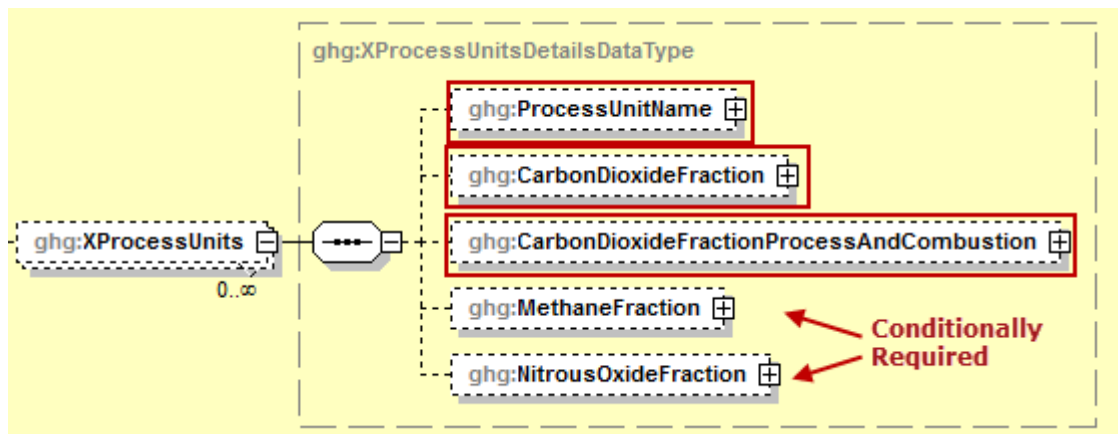 ghg:XProcessUnitsDetailsDataType
ghg:ProcessUnitName
ghg:CarbonDioxideFraction
ghg:XProcessUnits
0..∞
ghg:CarbonDioxideFractionProcessAndCombustion
ghg:MethaneFraction
Conditionally
Required
ghg:NitrousOxideFraction